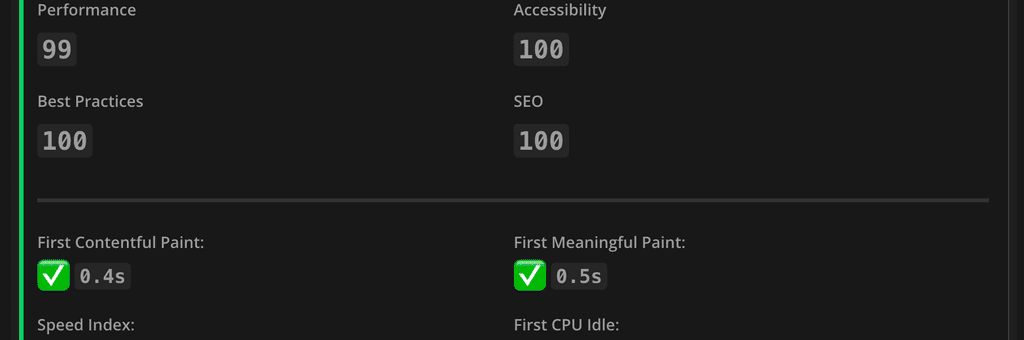 Performance Accessibility
99 100
Best Practices SEO
100 100
First Contentful Paint: First Meaningful Paint:
✅ 0.4s ✅ 0.5s
Speed Index: First CPU Idle: